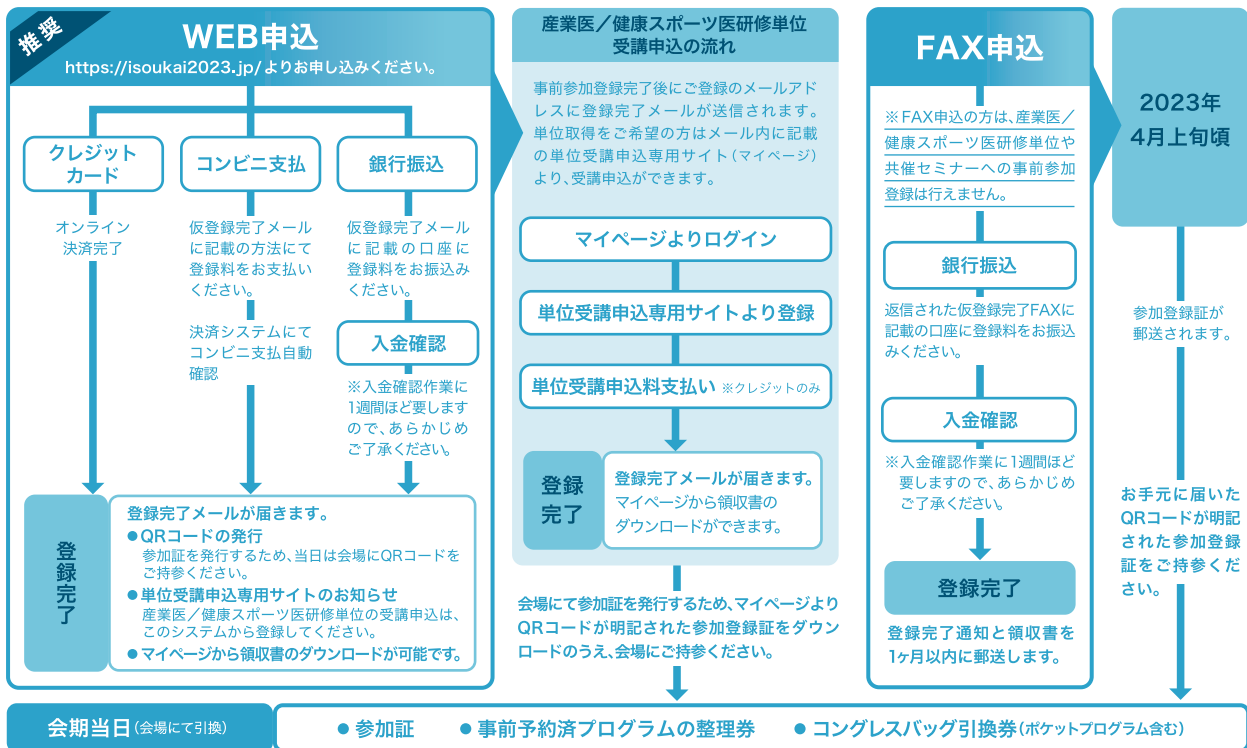 推奨
WEB申込
https://isoukai2023.jp/よりお申し込みください。
クレジット
カード
オンライン
決済完了
コンビニ支払
仮登録完了メール
に記載の方法にて
登録料をお支払い
ください。
決済システムにて
コンビニ支払自動
確認
銀行振込
仮登録完了メール
に記載の口座に
登録料をお振込み
ください。
入金確認
※入金確認作業に
1週間ほど要します
ので、あらかじめ
ご了承ください。
登録完了
登録完了メールが届きます。
●QRコードの発行
参加証を発行するため、当日は会場にQRコードを
ご持参ください。
●単位受講申込専用サイトのお知らせ
産業医／健康スポーツ医研修単位の受講申込は、
このシステムから登録してください。
●マイページから領収書のダウンロードが可能です。
産業医／健康スポーツ医研修単位
受講申込の流れ
事前参加登録完了後にご登録のメールアド
レスに登録完了メールが送信されます。
単位取得をご希望の方はメール内に記載
の単位受講申込専用サイト（マイページ）
より、受講申込ができます。
マイページよりログイン
単位受講申込専用サイトより登録
単位受講申込料支払い ※クレジットのみ
登録
完了
登録完了メールが届きます。
マイページから領収書の
ダウンロードができます。
会場にて参加証を発行するため、マイページより
QRコードが明記された参加登録証をダウン
ロードのうえ、会場にご持参ください。
FAX申込
※FAX申込の方は、産業医／
健康スポーツ医研修単位や
共催セミナーへの事前参加
登録は行えません。
銀行振込
返信された仮登録完了FAXに
記載の口座に登録料をお振込
みください。
入金確認
※入金確認作業に1週間ほど
要しますので、あらかじめ
ご了承ください。
登録完了
登録完了通知と領収書を
1ヶ月以内に郵送します。
2023年
4月上旬頃
参加登録証が
郵送されます。
お手元に届いた
QRコードが明記
された参加登録
証をご持参くだ
さい。
会期当日（会場にて引換）
●参加証 ●事前予約済プログラムの整理券 ●コングレスバッグ引換券（ポケットプログラム含む）